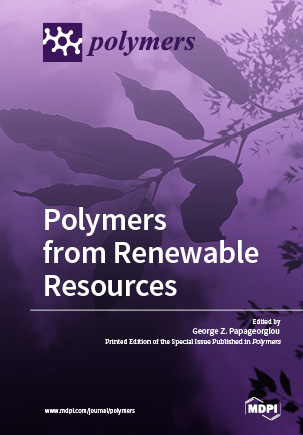 polymers
Polymers
from Renewable
Resources
Edited by
George Z. Papageorgiou
Printed Edition of the Special Issue Published in Polymers
www.mdpi.com/journal/polymers
MDPI